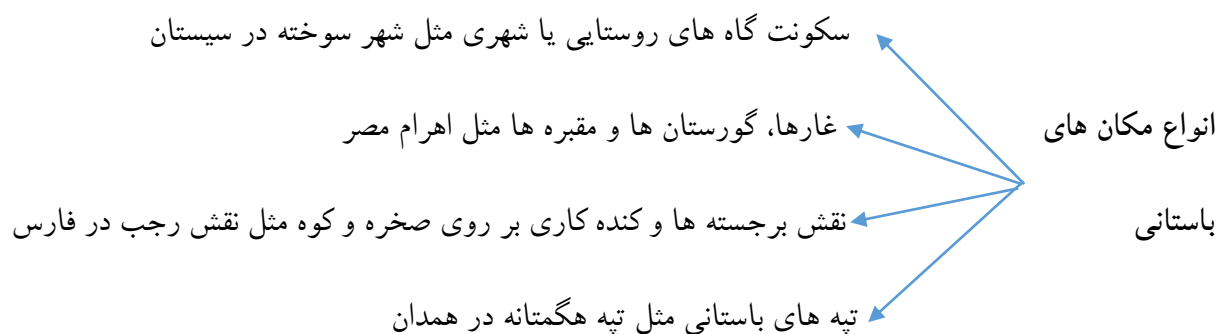 سکونت گاه های روستایی یا شهری مثل شهر سوخته در سیستان
انواع مکان های
غارها، گورستان ها و مقبره ها مثل اهرام مصر
باستانی
نقش برجسته ها و کنده کاری بر روی صخره و کوه مثل نقش رجب در فارس
تپه های باستانی مثل تپه هگمتانه در همدان